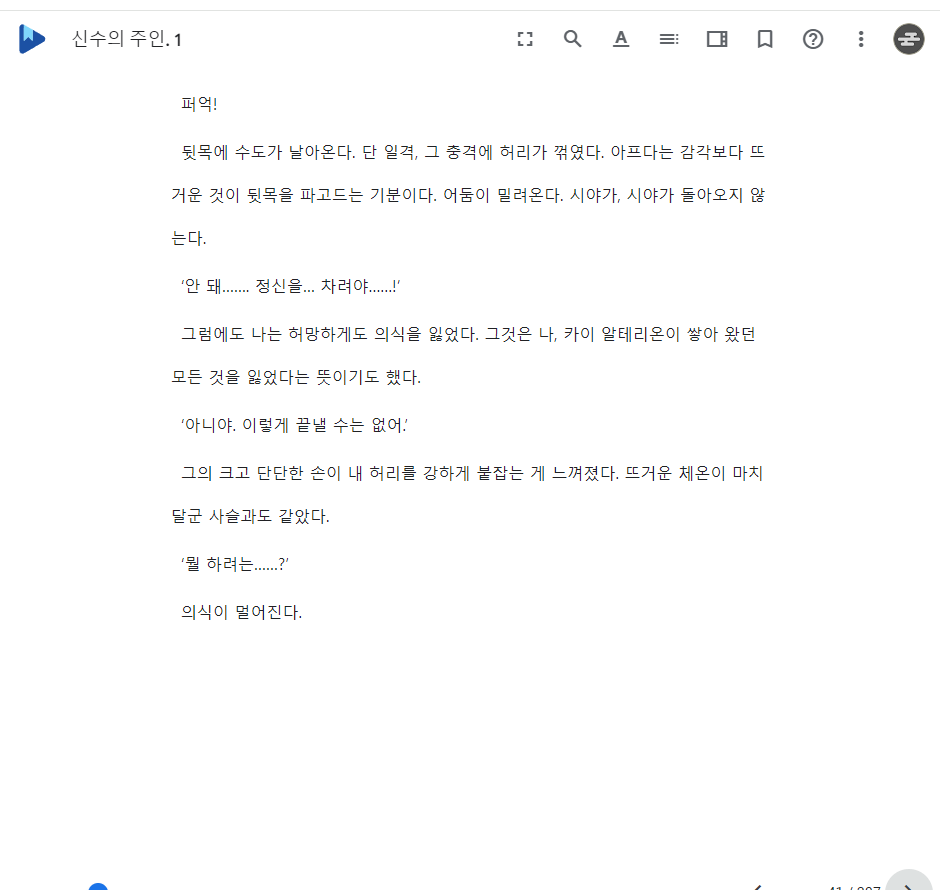 신수의 주인. 1
퍼억!
뒷목에 수도가 날아온다. 단 일격, 그 충격에 허리가 꺾였다. 아프다는 감각보다 뜨
거운 것이 뒷목을 파고드는 기분이다. 어둠이 밀려온다. 시야가, 시야가 돌아오지 않
는다.
‘안 돼....... 정신을... 차려야......!’
그럼에도 나는 허망하게도 의식을 잃었다. 그것은 나, 카이 알테리온이 쌓아 왔던
모든 것을 잃었다는 뜻이기도 했다.
‘아니야. 이렇게 끝낼 수는 없어.’
그의 크고 단단한 손이 내 허리를 강하게 붙잡는 게 느껴졌다. 뜨거운 체온이 마치
달군 사슬과도 같았다.
‘뭘 하려는......?’
의식이 멀어진다.